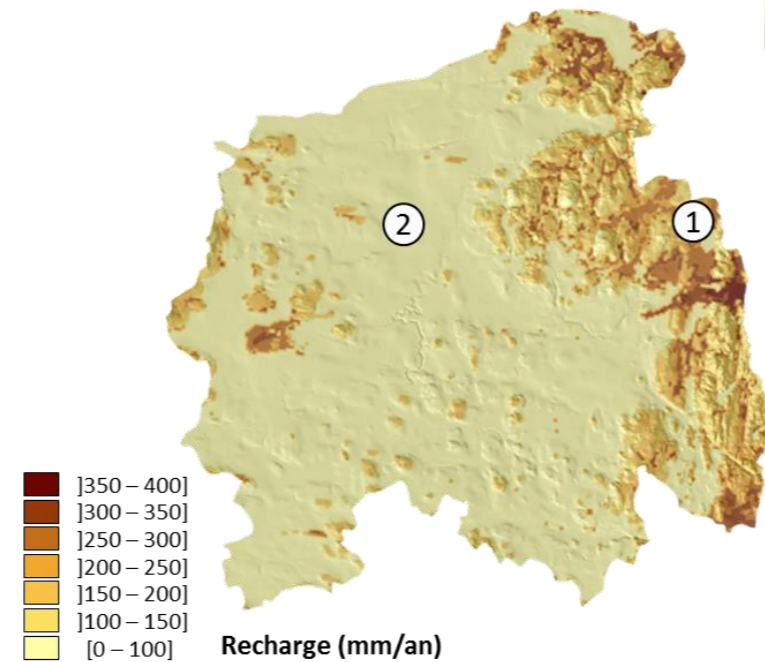 1
2
]350 – 400]
]300 – 350]
]250 – 300]
]200 – 250]
]150 – 200]
]100 – 150]
[0 – 100]
Recharge (mm/an)